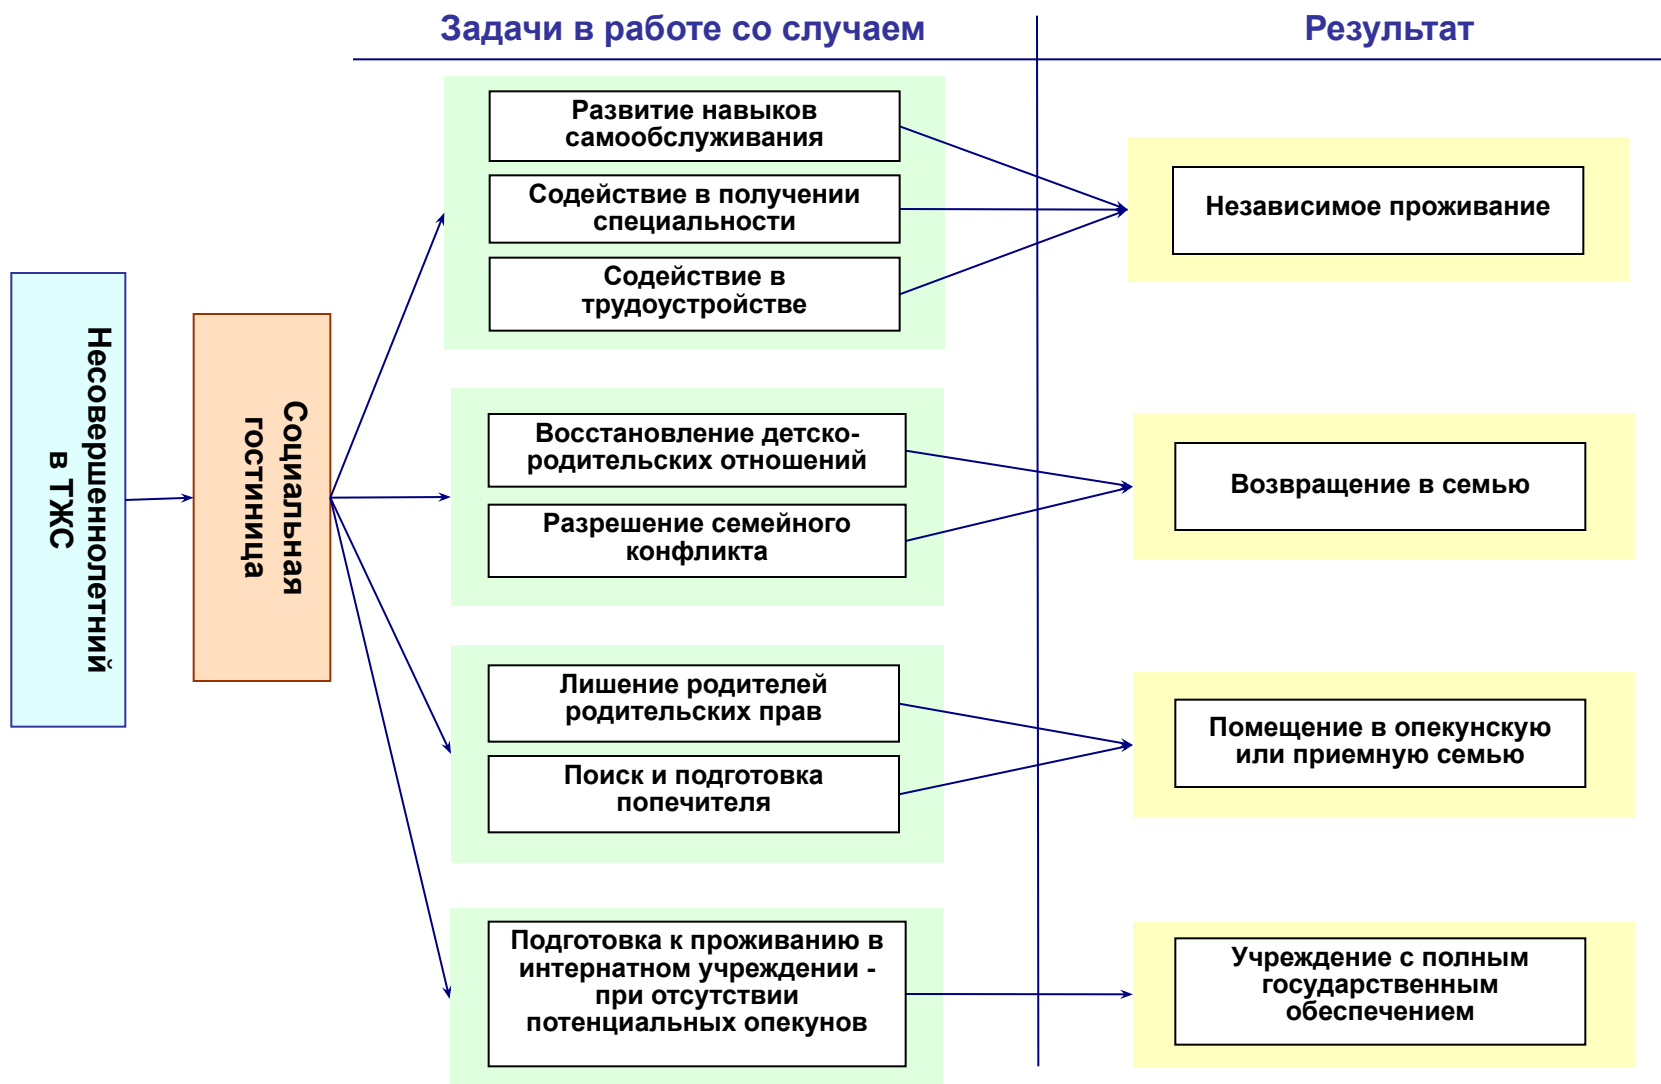 Задачи в работе со случаем
Результат
Несовершеннолетний
в ТЖС
Социальная
гостиница
Развитие навыков
самообслуживания
Содействие в получении
специальности
Содействие в
трудоустройстве
Независимое проживание
Восстановление детско-
родительских отношений
Разрешение семейного
конфликта
Возвращение в семью
Лишение родителей
родительских прав
Поиск и подготовка
попечителя
Помещение в опекунскую
или приемную семью
Подготовка к проживанию в
интернатном учреждении -
при отсутствии
потенциальных опекунов
Учреждение с полным
государственным
обеспечением